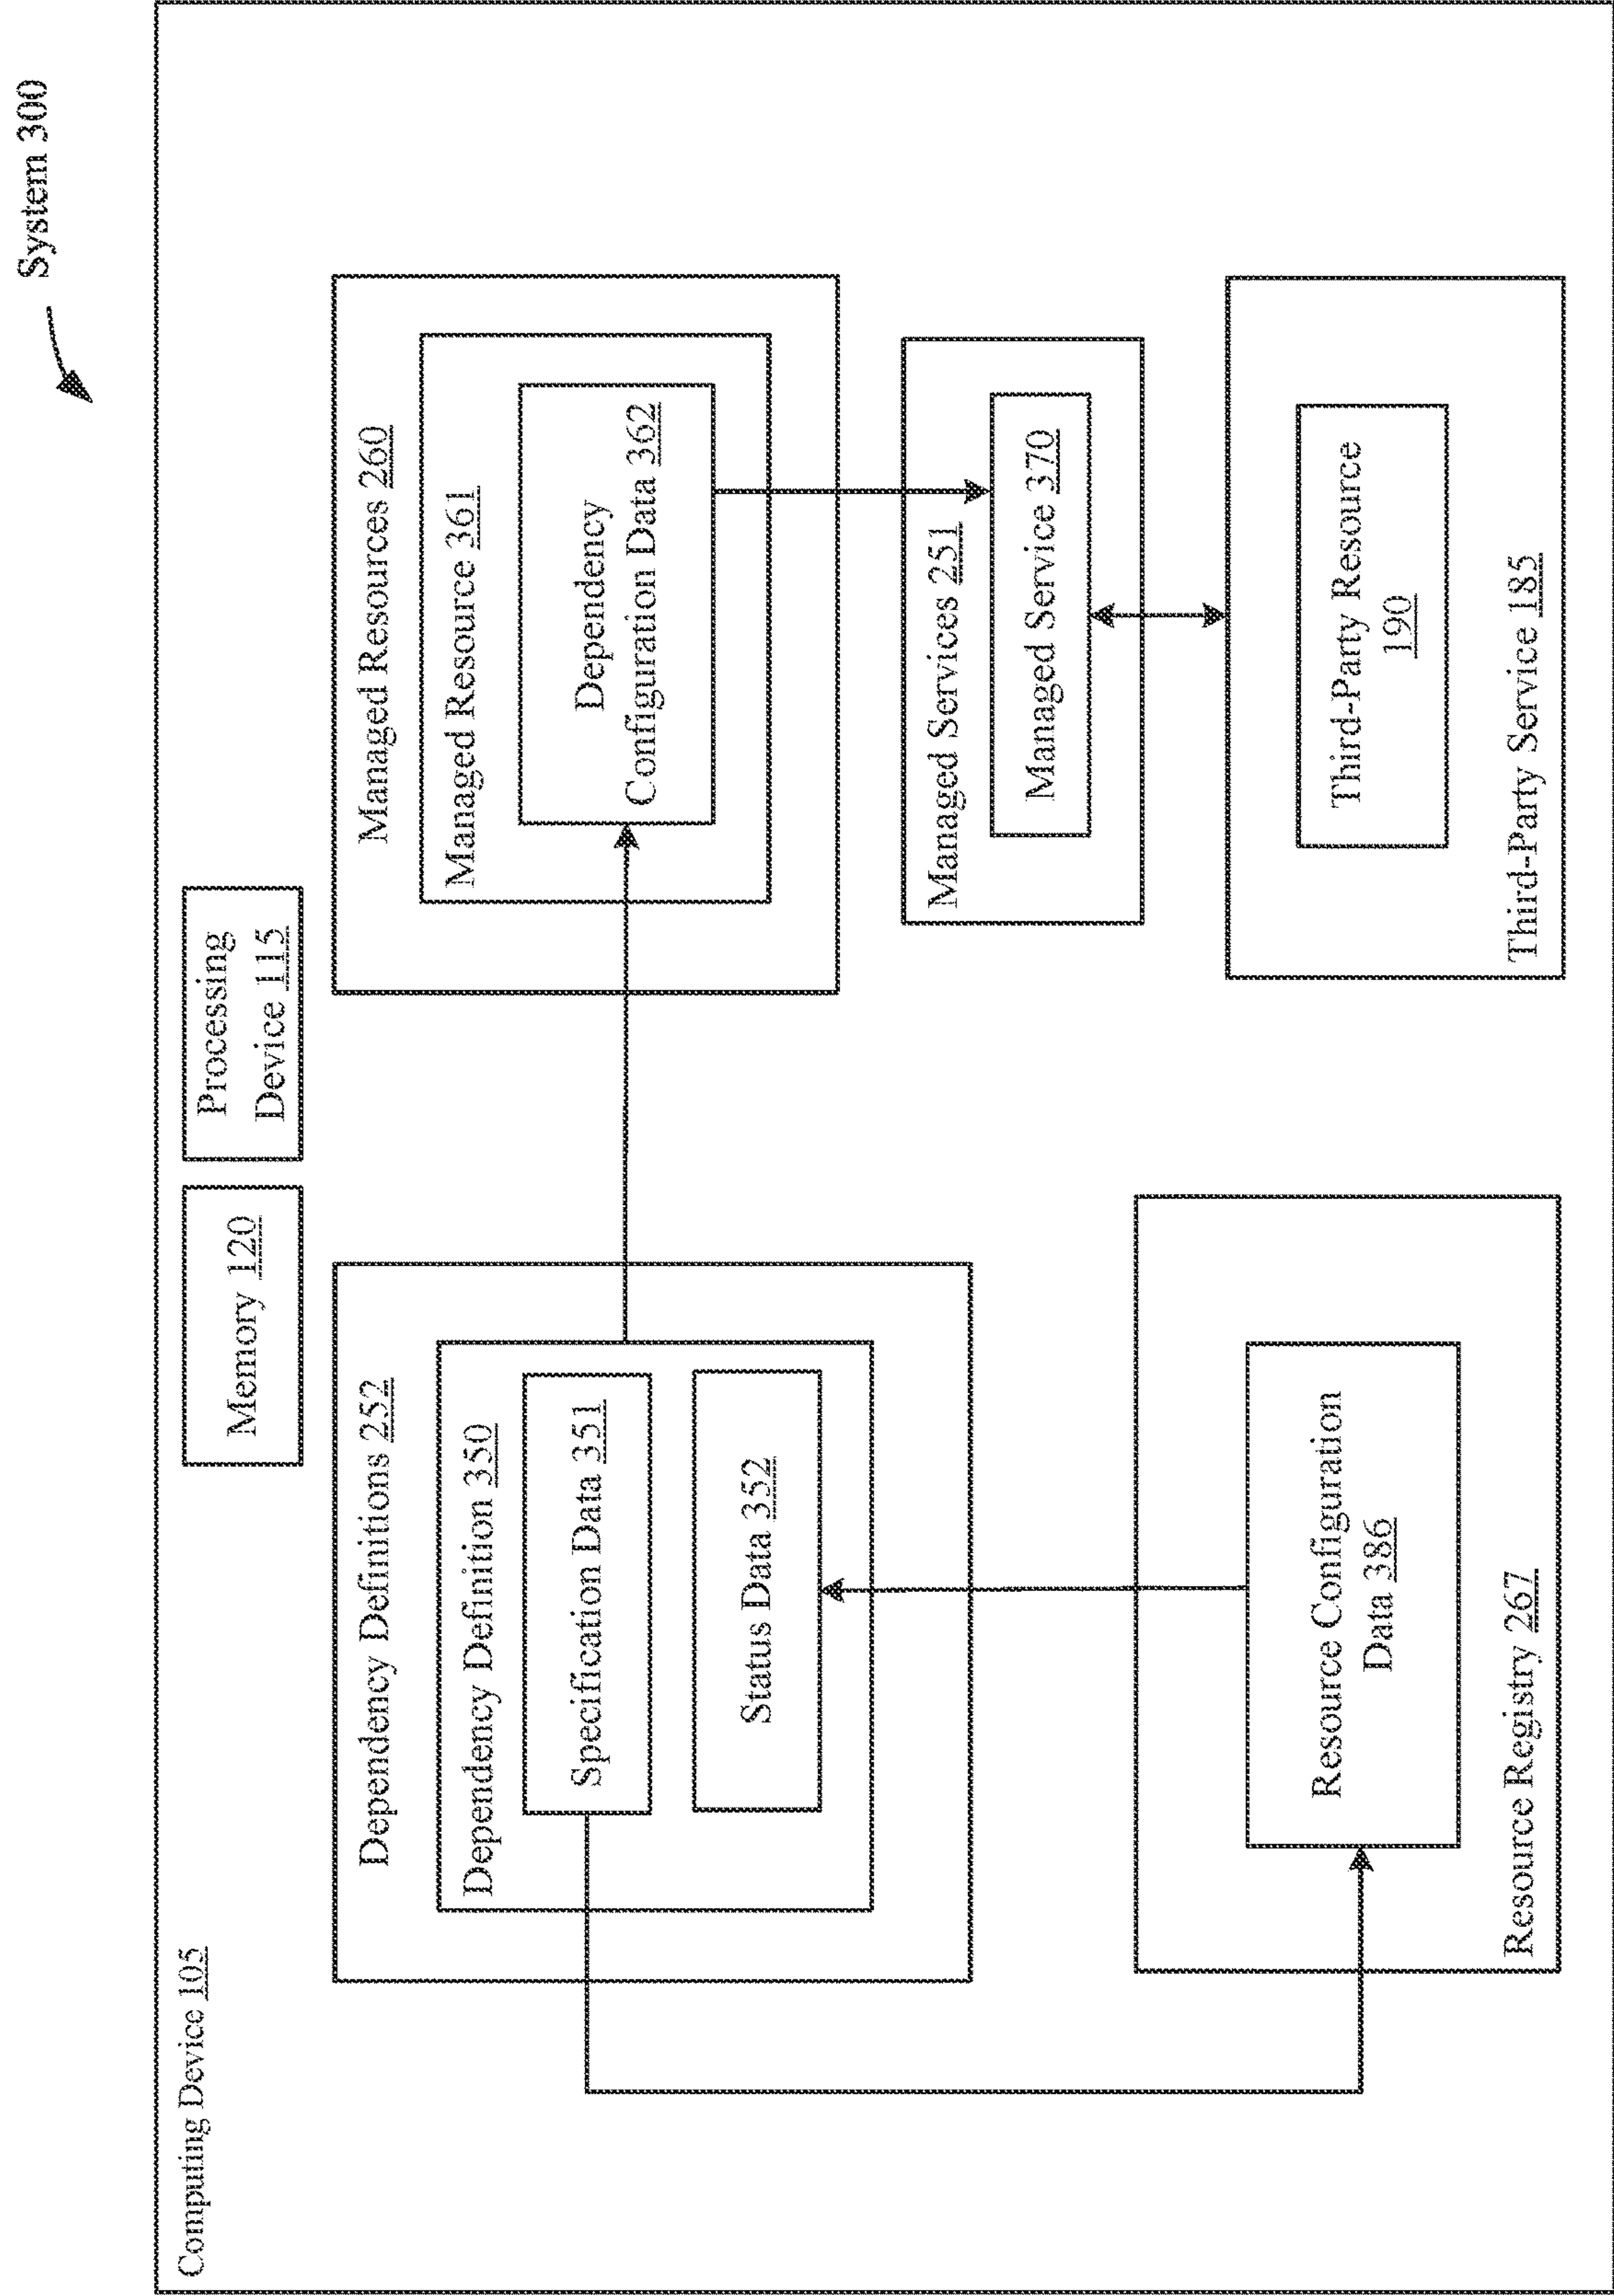 System 300
Computing Device 105
Memory 120
Processing
Device 115
Dependency Definitions 252
Dependency Definition 350
Specification Data 351
Status Data 352
Managed Resources 260
Managed Resource 361
Dependency
Configuration Data 362
Managed Services 251
Managed Service 370
Resource Configuration
Data 386
Resource Registry 267
Third-Party Resource
190
Third-Party Service 185